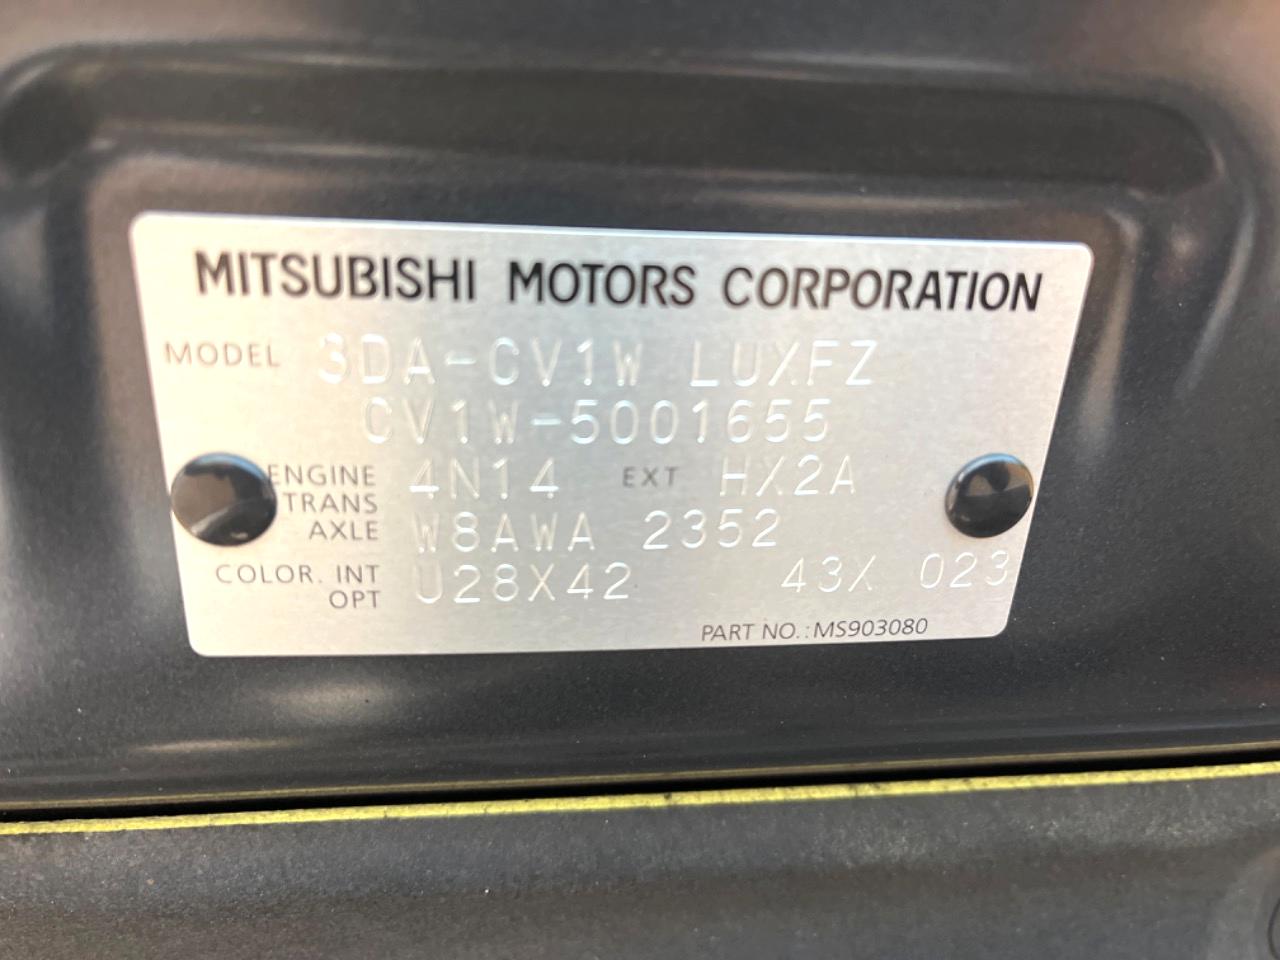 MITSUBISHI MOTORS CORPORATION
MODEL 3DA-CV1W LUXFZ
CV1W-5001655
ENGINE 4N14 EXT HX2A
TRANS
AXLE W8AWA 2352
COLOR. INT
OPT U28X42 43X 023
PART NO.: MS903080